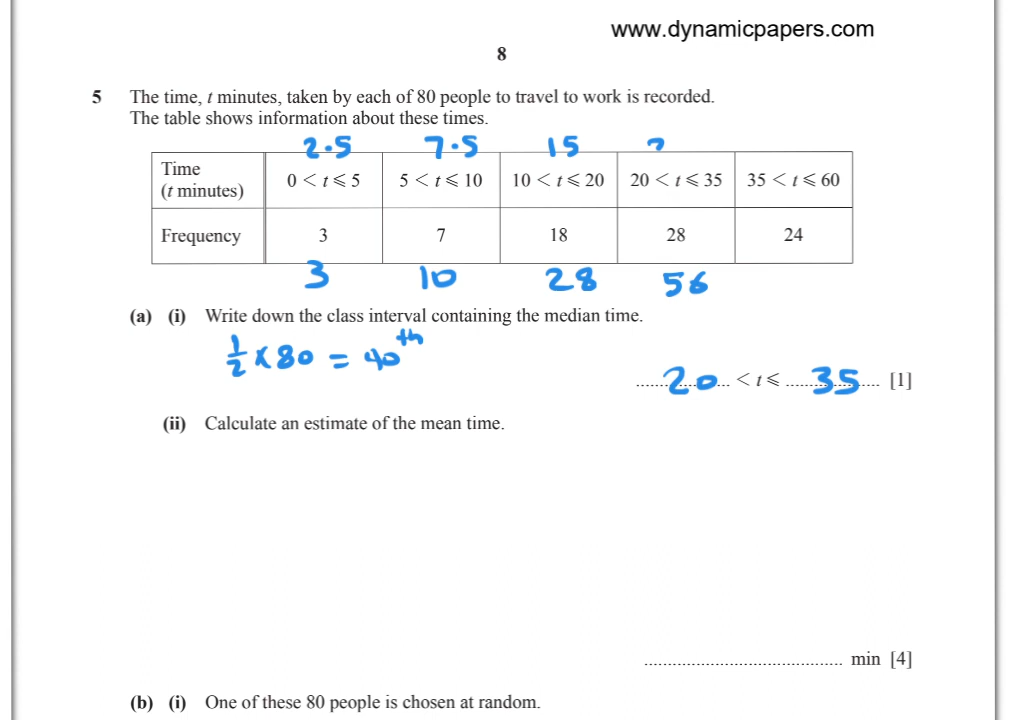 www.dynamicpapers.com
8
5 The time, t minutes, taken by each of 80 people to travel to work is recorded.
The table shows information about these times.
2.5 7.5 15
Time (t minutes) 0 < t ⩽ 5 5 < t ⩽ 10 10 < t ⩽ 20 20 < t ⩽ 35 35 < t ⩽ 60
Frequency 3 7 18 28 24
3 10 28 56
(a) (i) Write down the class interval containing the median time.
1/2 × 80 = 40th
20 < t ⩽ 35 [1]
(ii) Calculate an estimate of the mean time.
min [4]
(b) (i) One of these 80 people is chosen at random.